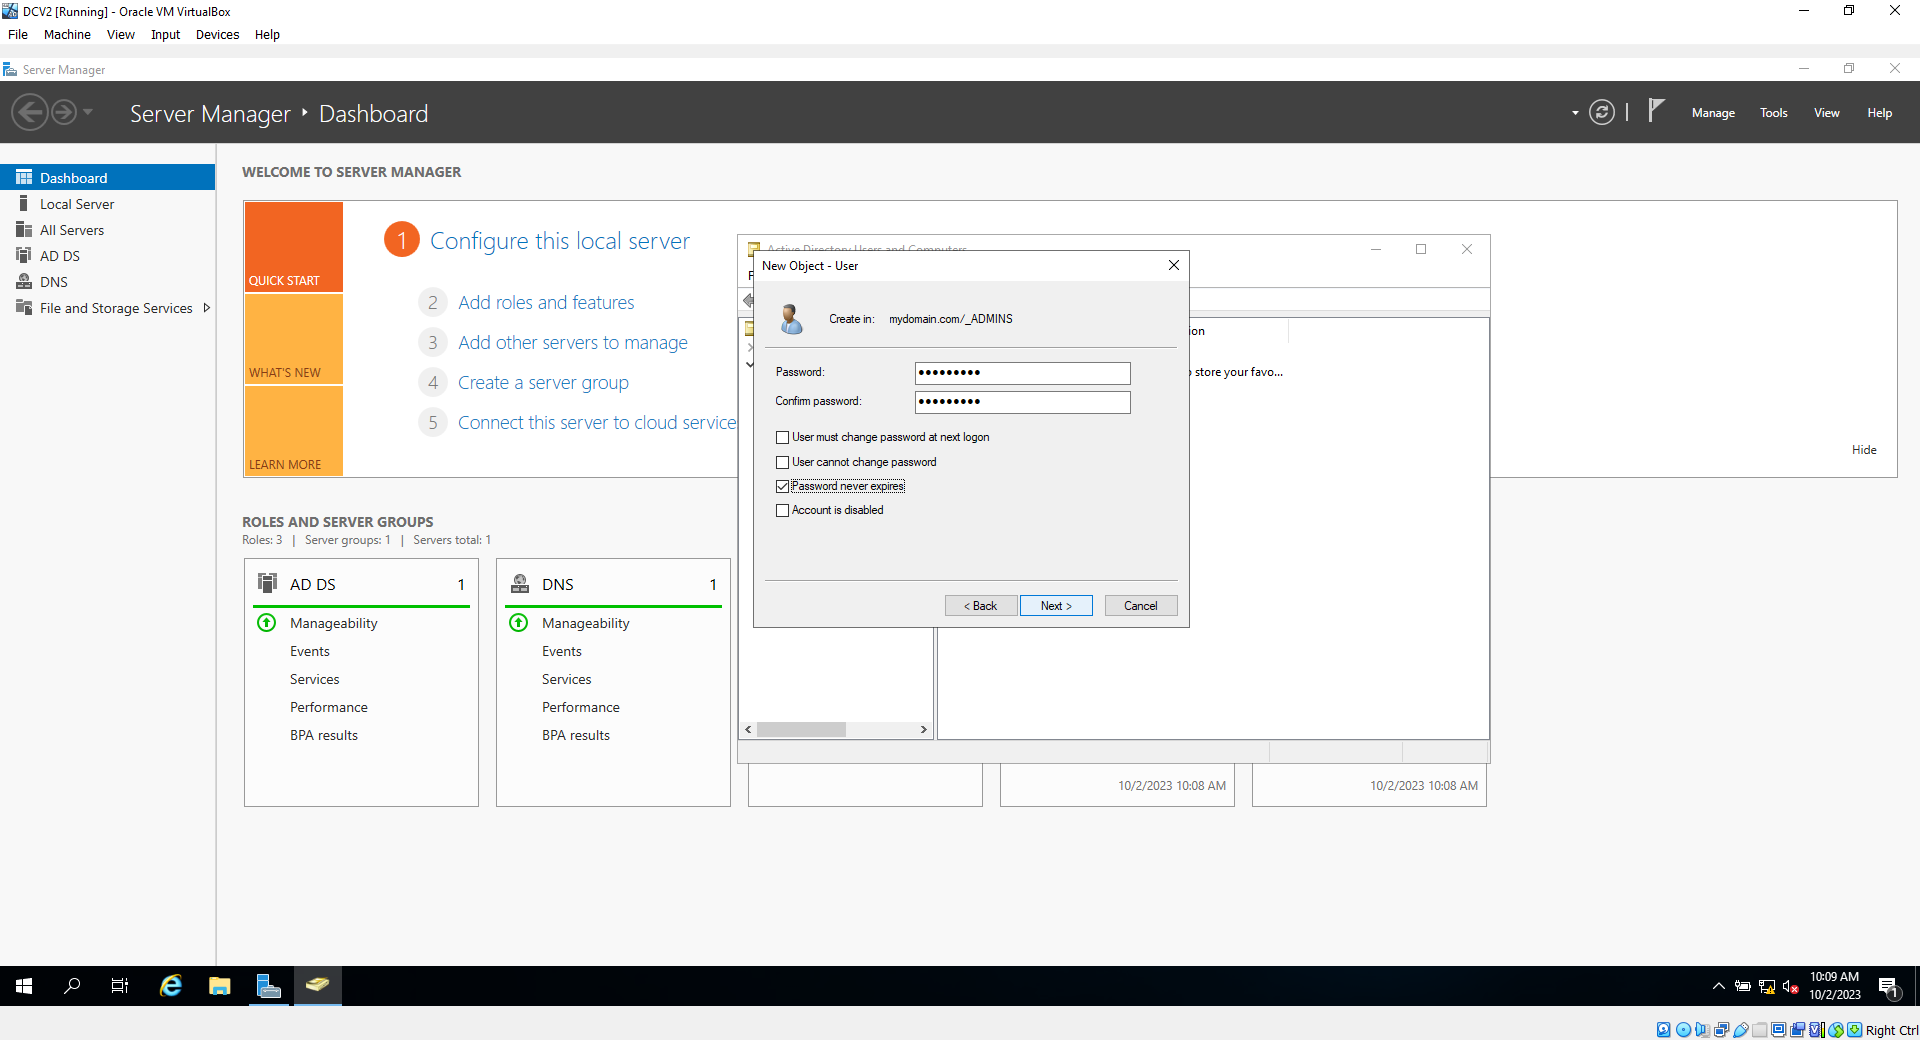 DCV2 [Running] - Oracle VM VirtualBox
File Machine View Input Devices Help
Server Manager
Server Manager Dashboard
Manage Tools View Help
Dashboard
Local Server
All Servers
AD DS
DNS
File and Storage Services
WELCOME TO SERVER MANAGER
QUICK START
WHAT'S NEW
LEARN MORE
1 Configure this local server
2 Add roles and features
3 Add other servers to manage
4 Create a server group
5 Connect this server to cloud service
Hide
Active Directory Users and Computers
New Object - User
Create in: mydomain.com/_ADMINS
Password: •••••••••
Confirm password: •••••••••
User must change password at next logon
User cannot change password
Password never expires
Account is disabled
< Back Next > Cancel
ion
store your favo...
ROLES AND SERVER GROUPS
Roles: 3 | Server groups: 1 | Servers total: 1
AD DS 1
Manageability
Events
Services
Performance
BPA results
DNS 1
Manageability
Events
Services
Performance
BPA results
10/2/2023 10:08 AM
10/2/2023 10:08 AM
10:09 AM
10/2/2023
1
Right Ctrl